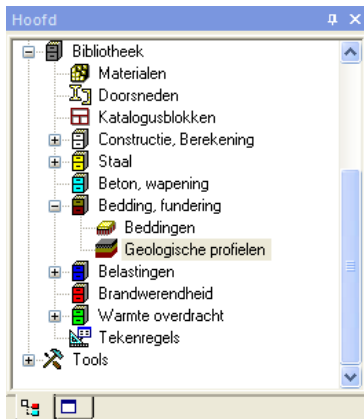 Hoofd
Bibliotheek
Materialen
Doorsneden
Katalogusblokken
Constructie, Berekening
Staal
Beton, wapening
Bedding, fundering
Beddingen
Geologische profielen
Belastingen
Brandwerendheid
Warmte overdracht
Tekenregels
Tools